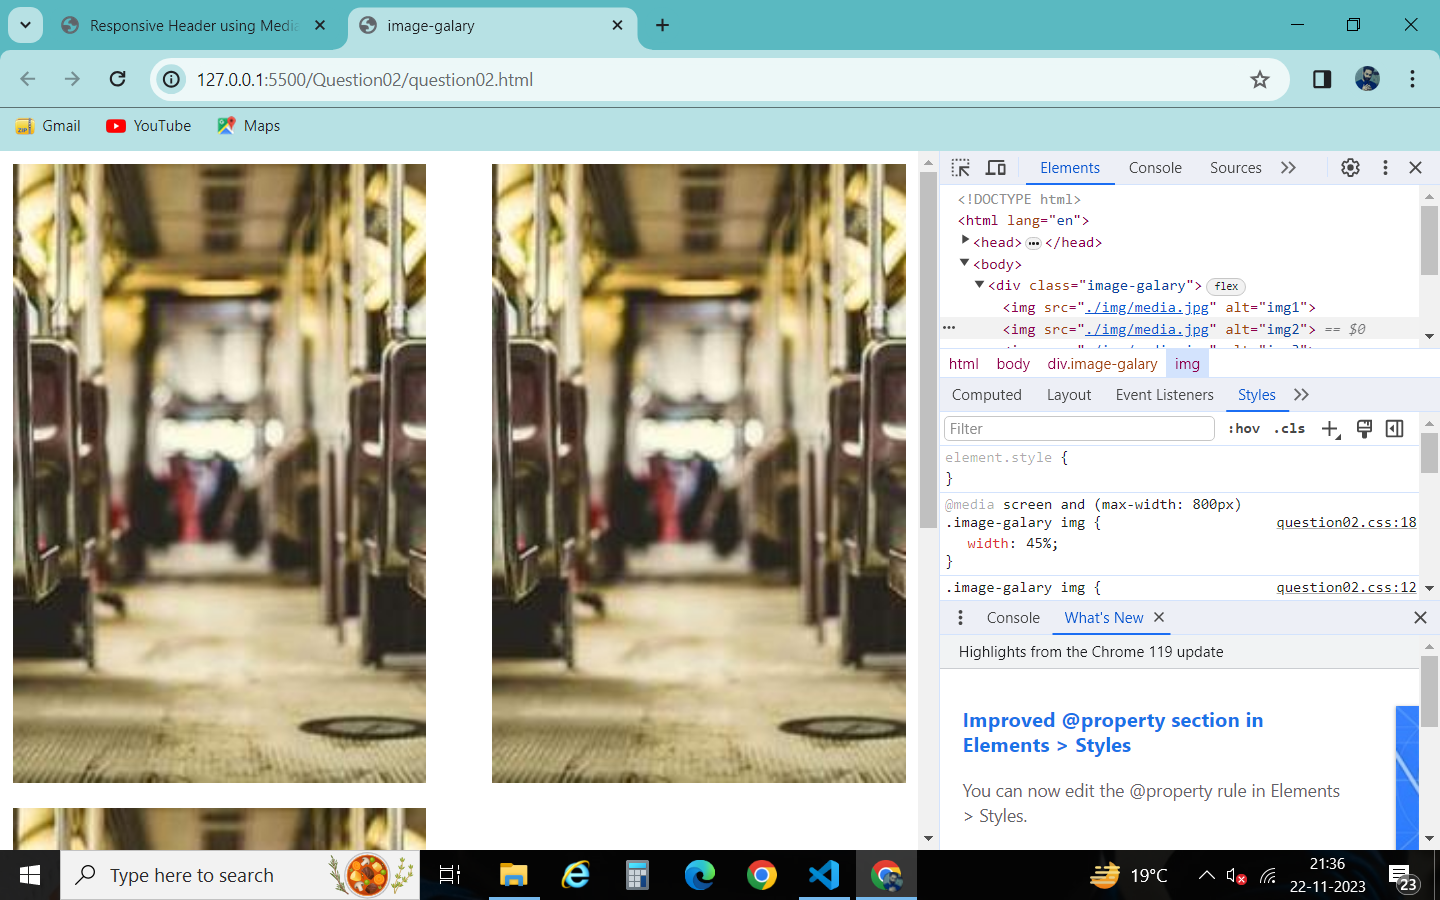 Responsive Header using Media
image-galary
127.0.0.1:5500/Question02/question02.html
Gmail
YouTube
Maps
Elements
Console
Sources
<!DOCTYPE html>
<html lang="en">
<head>
</head>
<body>
<div class="image-galary">
flex
<img src="./img/media.jpg" alt="img1">
<img src="./img/media.jpg" alt="img2"> == $0
html
body
div.image-galary
img
Computed
Layout
Event Listeners
Styles
Filter
:hov
.cls
element.style {
}
@media screen and (max-width: 800px)
.image-galary img {
question02.css:18
width: 45%;
}
.image-galary img {
question02.css:12
Console
What's New
Highlights from the Chrome 119 update
Improved @property section in
Elements > Styles
You can now edit the @property rule in Elements
> Styles.
Type here to search
19°C
21:36
22-11-2023
23